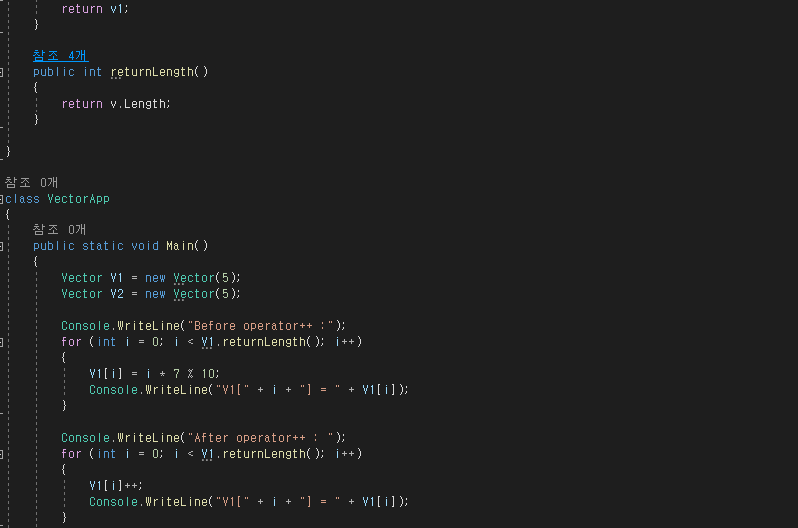 return v1;
}
참조 4개
public int returnLength()
{
return v.Length;
}
}
참조 0개
class VectorApp
{
참조 0개
public static void Main()
{
Vector V1 = new Vector(5);
Vector V2 = new Vector(5);
Console.WriteLine("Before operator++ :");
for (int i = 0; i < V1.returnLength(); i++)
{
V1[i] = i * 7 % 10;
Console.WriteLine("V1[" + i + "] = " + V1[i]);
}
Console.WriteLine("After operator++ : ");
for (int i = 0; i < V1.returnLength(); i++)
{
V1[i]++;
Console.WriteLine("V1[" + i + "] = " + V1[i]);
}